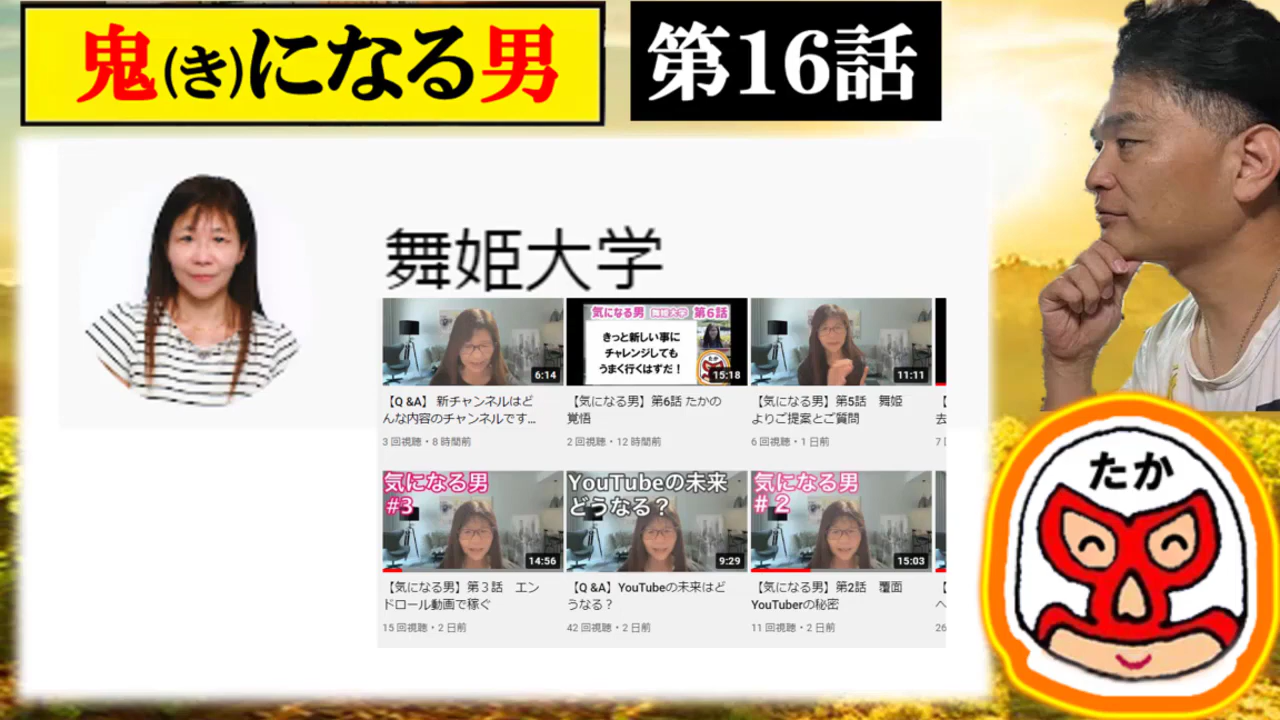 鬼(き)になる男
第16話
舞姫大学
6:14
気になる男 舞姫大学 第6話
きっと新しい事に
チャレンジしても
うまく行くはずだ！
たか
15:18
11:11
【Q &A】 新チャンネルはど
んな内容のチャンネルです...
3 回視聴・8 時間前
【気になる男】第6話 たかの
覚悟
2 回視聴・12 時間前
【気になる男】第5話　舞姫
よりご提案とご質問
6 回視聴・1 日前
【
去
7
気になる男
#3
14:56
YouTubeの未来
どうなる？
9:29
気になる男
#２
15:03
【気になる男】第３話　エン
ドロール動画で稼ぐ
15 回視聴・2 日前
【Q &A】YouTubeの未来はど
うなる？
42 回視聴・2 日前
【気になる男】第2話　覆面
YouTuberの秘密
11 回視聴・2 日前
【
へ
26
たか